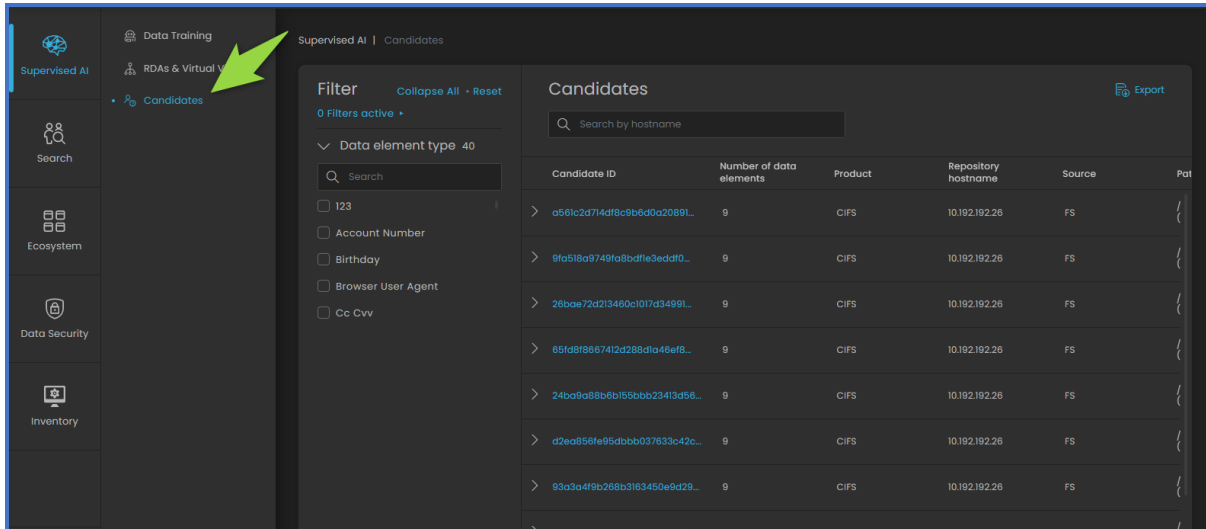 Supervised AI
Search
Ecosystem
Data Security
Inventory
Data Training
RDAs & Virtual
Candidates
Supervised AI | Candidates
Filter
Collapse All • Reset
0 Filters active
Data element type 40
Search
123
Account Number
Birthday
Browser User Agent
Cc Cvv
Candidates
Export
Search by hostname
Candidate ID Number of data elements Product Repository hostname Source Pat
a561c2d714df8c9b6d0a20891... 9 CIFS 10.192.192.26 FS / (
9fa518a9749fa8bdf1e3eddf0... 9 CIFS 10.192.192.26 FS / (
26bae72d213460c1017d34991... 9 CIFS 10.192.192.26 FS / (
65fd8f8667412d288d1a46ef8... 9 CIFS 10.192.192.26 FS / (
24ba9a88b6b155bbb23413d56... 9 CIFS 10.192.192.26 FS / (
d2ea856fe95dbbb037633c42c... 9 CIFS 10.192.192.26 FS / (
93a3a4f9b268b3163450e9d29... 9 CIFS 10.192.192.26 FS / (